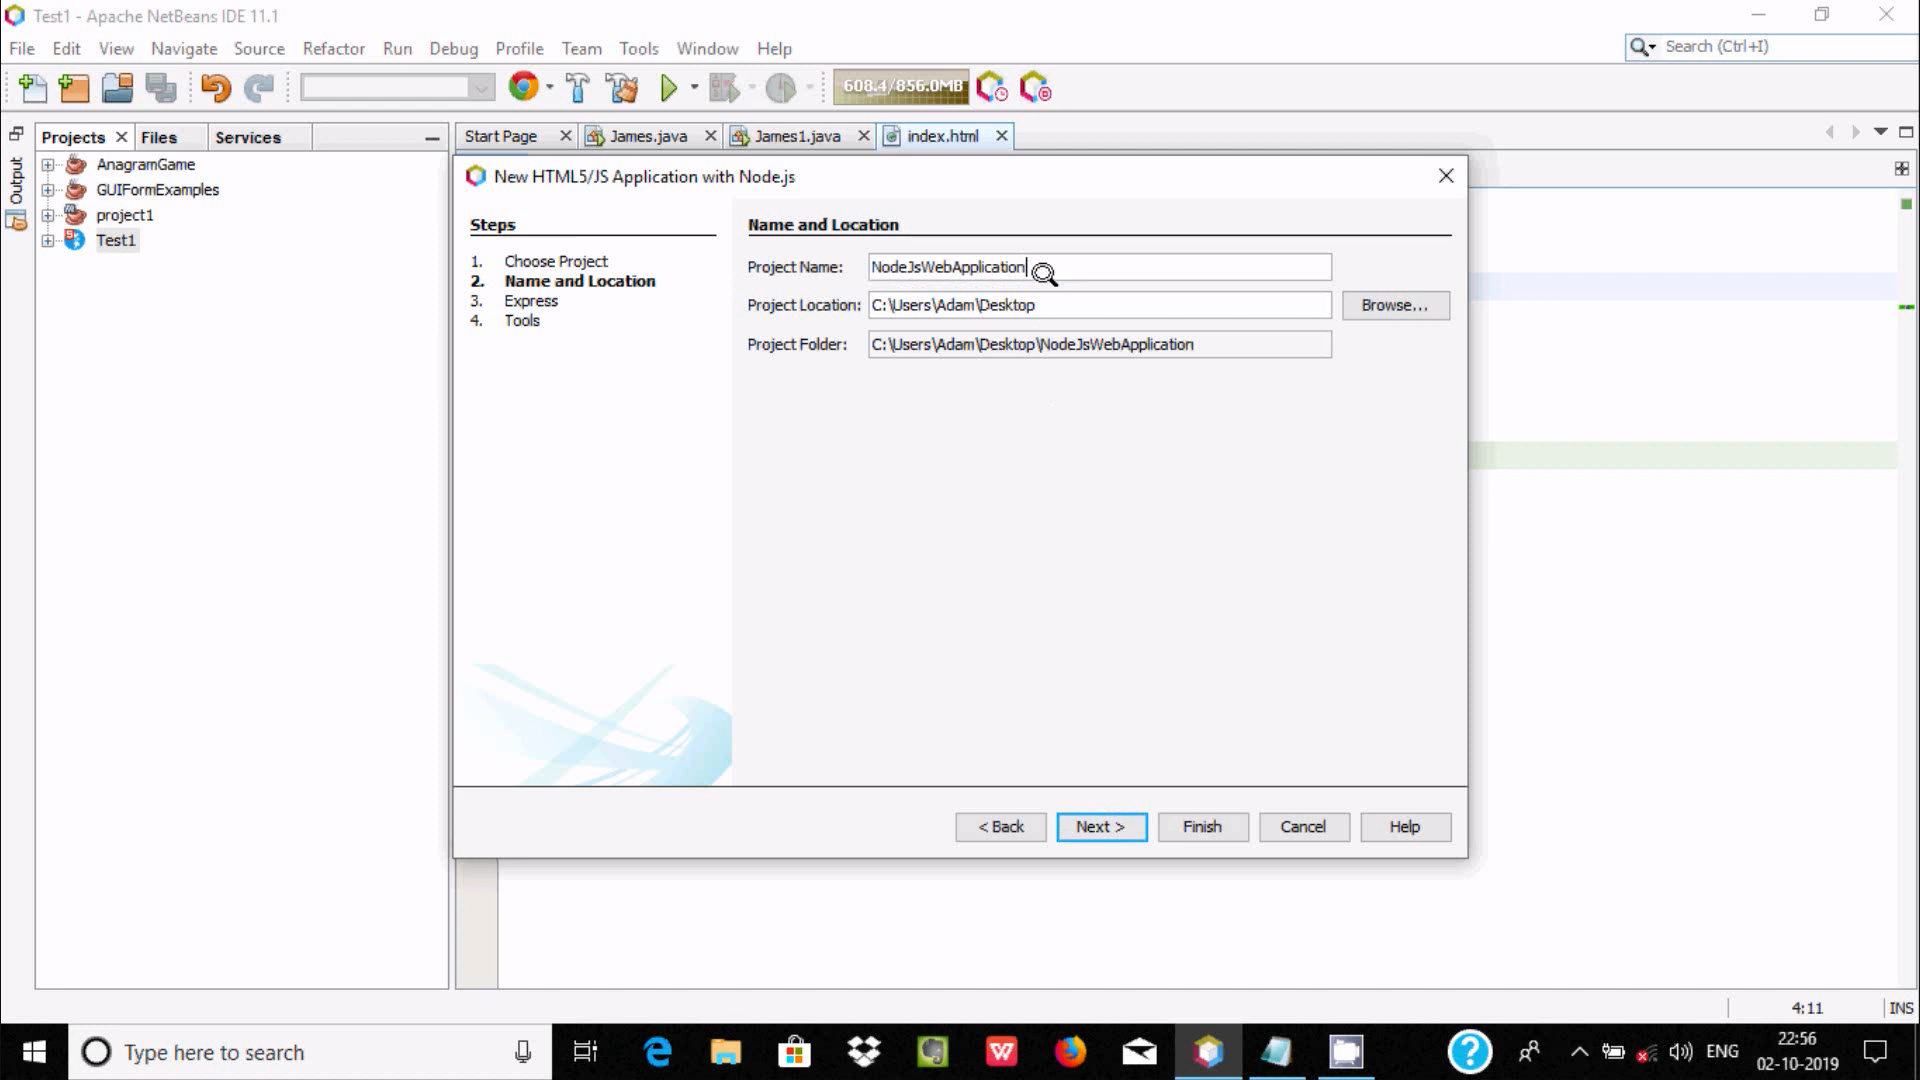 Test1 - Apache NetBeans IDE 11.1
File Edit View Navigate Source Refactor Run Debug Profile Team Tools Window Help
Search (Ctrl+I)
608.4/856.0MB
Projects Files Services
Start Page James.java James1.java index.html
Output
AnagramGame
GUIFormExamples
project1
Test1
New HTML5/JS Application with Node.js
Steps
1. Choose Project
2. Name and Location
3. Express
4. Tools
Name and Location
Project Name: NodeJsWebApplication
Project Location: C:\Users\Adam\Desktop Browse...
Project Folder: C:\Users\Adam\Desktop\NodeJsWebApplication
< Back Next > Finish Cancel Help
4:11 INS
Type here to search
ENG
22:56
02-10-2019